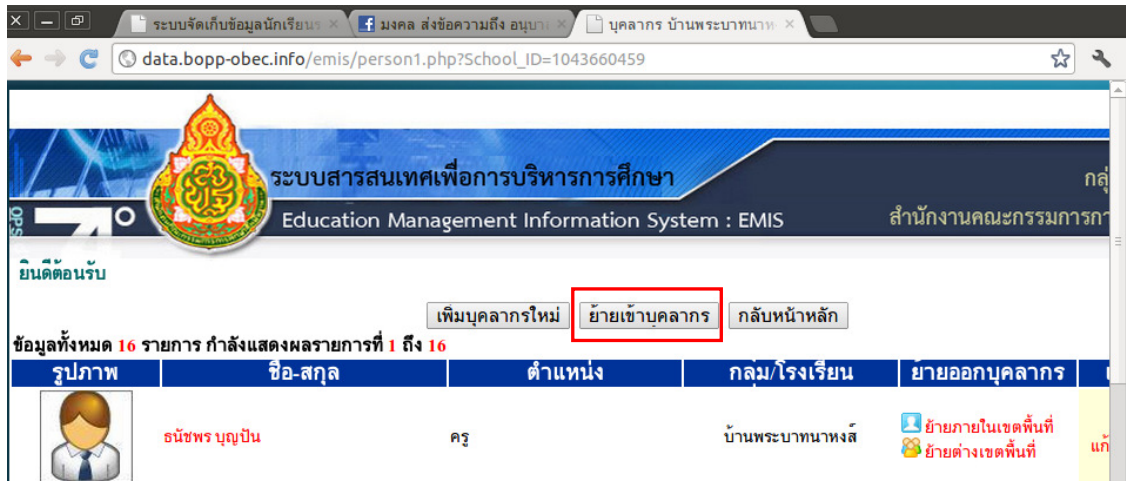 ระบบจัดเก็บข้อมูลนักเรียนร
มงคล ส่งข้อความถึง อนุบา
บุคลากร บ้านพระบาทนาห
data.bopp-obec.info/emis/person1.php?School_ID=1043660459
ระบบสารสนเทศเพื่อการบริหารการศึกษา
กลุ่
OPS
Education Management Information System : EMIS
สำนักงานคณะกรรมการกา
ยินดีต้อนรับ
เพิ่มบุคลากรใหม่ ย้ายเข้าบุคลากร กลับหน้าหลัก
ข้อมูลทั้งหมด 16 รายการ กำลังแสดงผลรายการที่ 1 ถึง 16
รูปภาพ ชื่อ-สกุล ตำแหน่ง กลุ่ม/โรงเรียน ย้ายออกบุคลากร
ธนัชพร บุญปัน ครู บ้านพระบาทนาหงส์ ย้ายภายในเขตพื้นที่
ย้ายต่างเขตพื้นที่ แก้